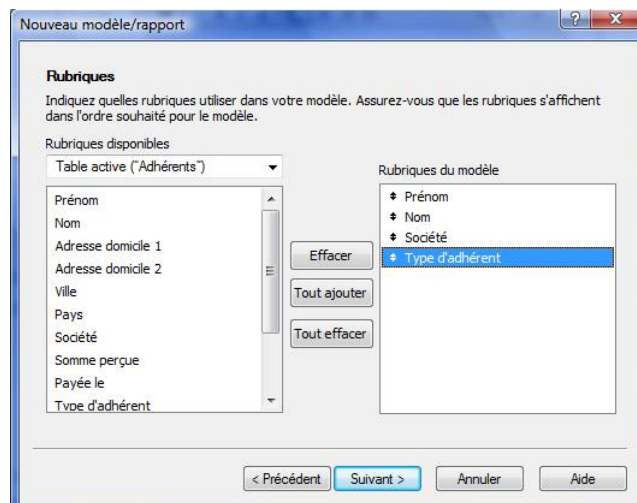 Nouveau modèle/rapport
Rubriques
Indiquez quelles rubriques utiliser dans votre modèle. Assurez-vous que les rubriques s'affichent
dans l'ordre souhaité pour le modèle.
Rubriques disponibles
Table active ("Adhérents")
Prénom
Nom
Adresse domicile 1
Adresse domicile 2
Ville
Pays
Société
Somme perçue
Payée le
Type d'adhérent
Effacer
Tout ajouter
Tout effacer
Rubriques du modèle
Prénom
Nom
Société
Type d'adhérent
< Précédent
Suivant >
Annuler
Aide